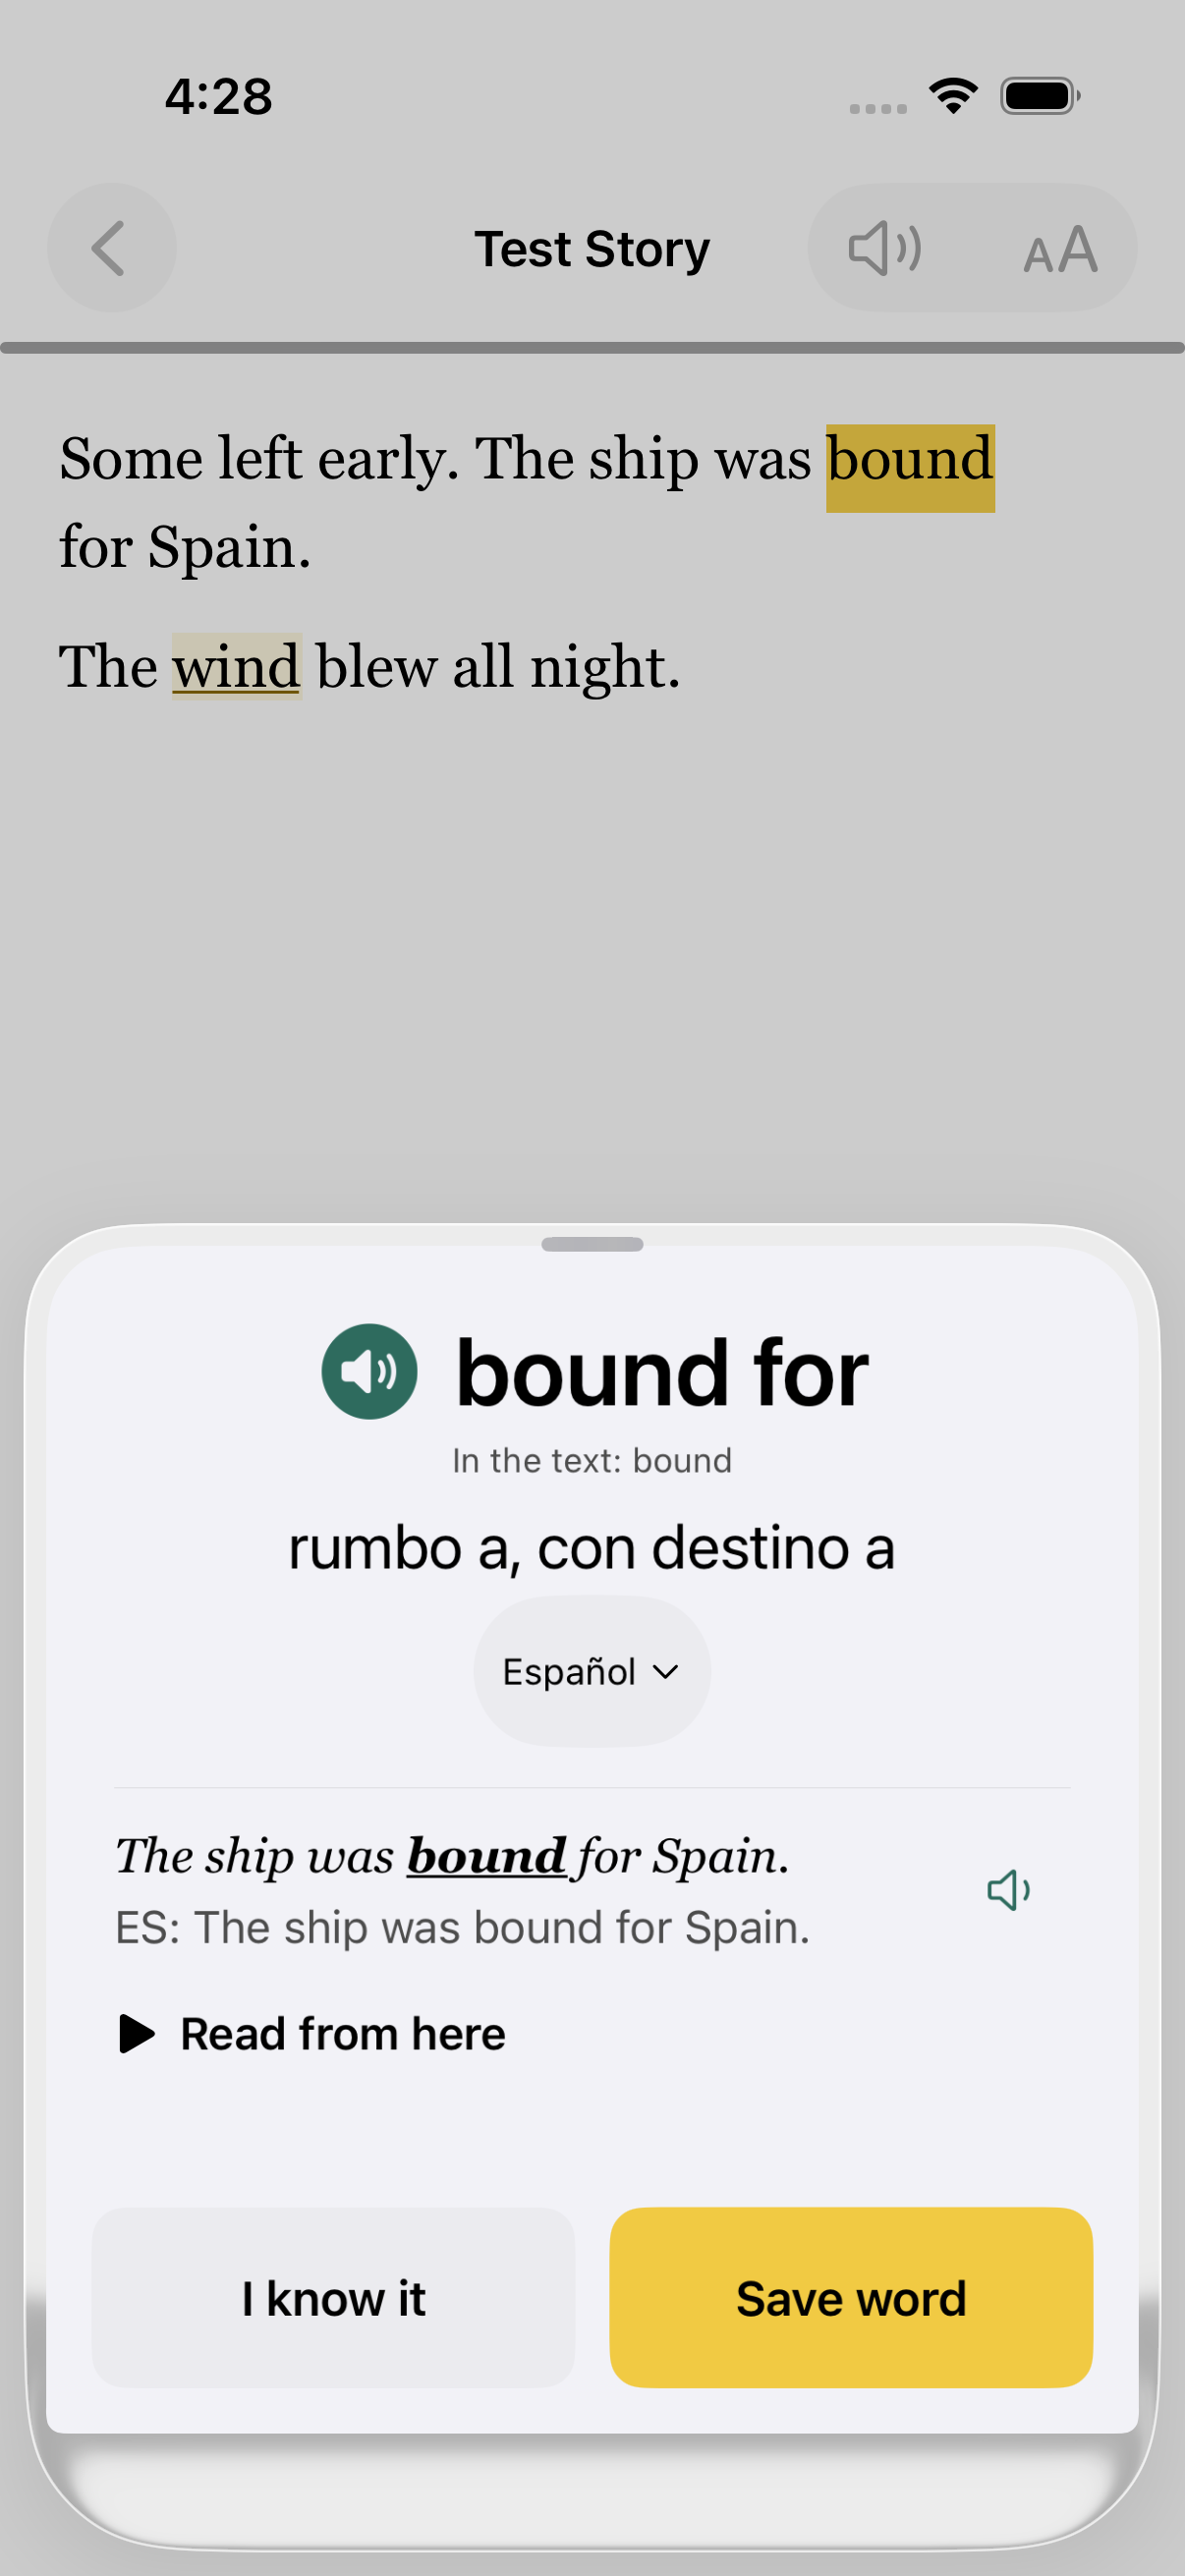 4:28
Test Story
AA
Some left early. The ship was bound
for Spain.
The wind blew all night.
bound for
In the text: bound
rumbo a, con destino a
Español
The ship was bound for Spain.
ES: The ship was bound for Spain.
Read from here
I know it
Save word